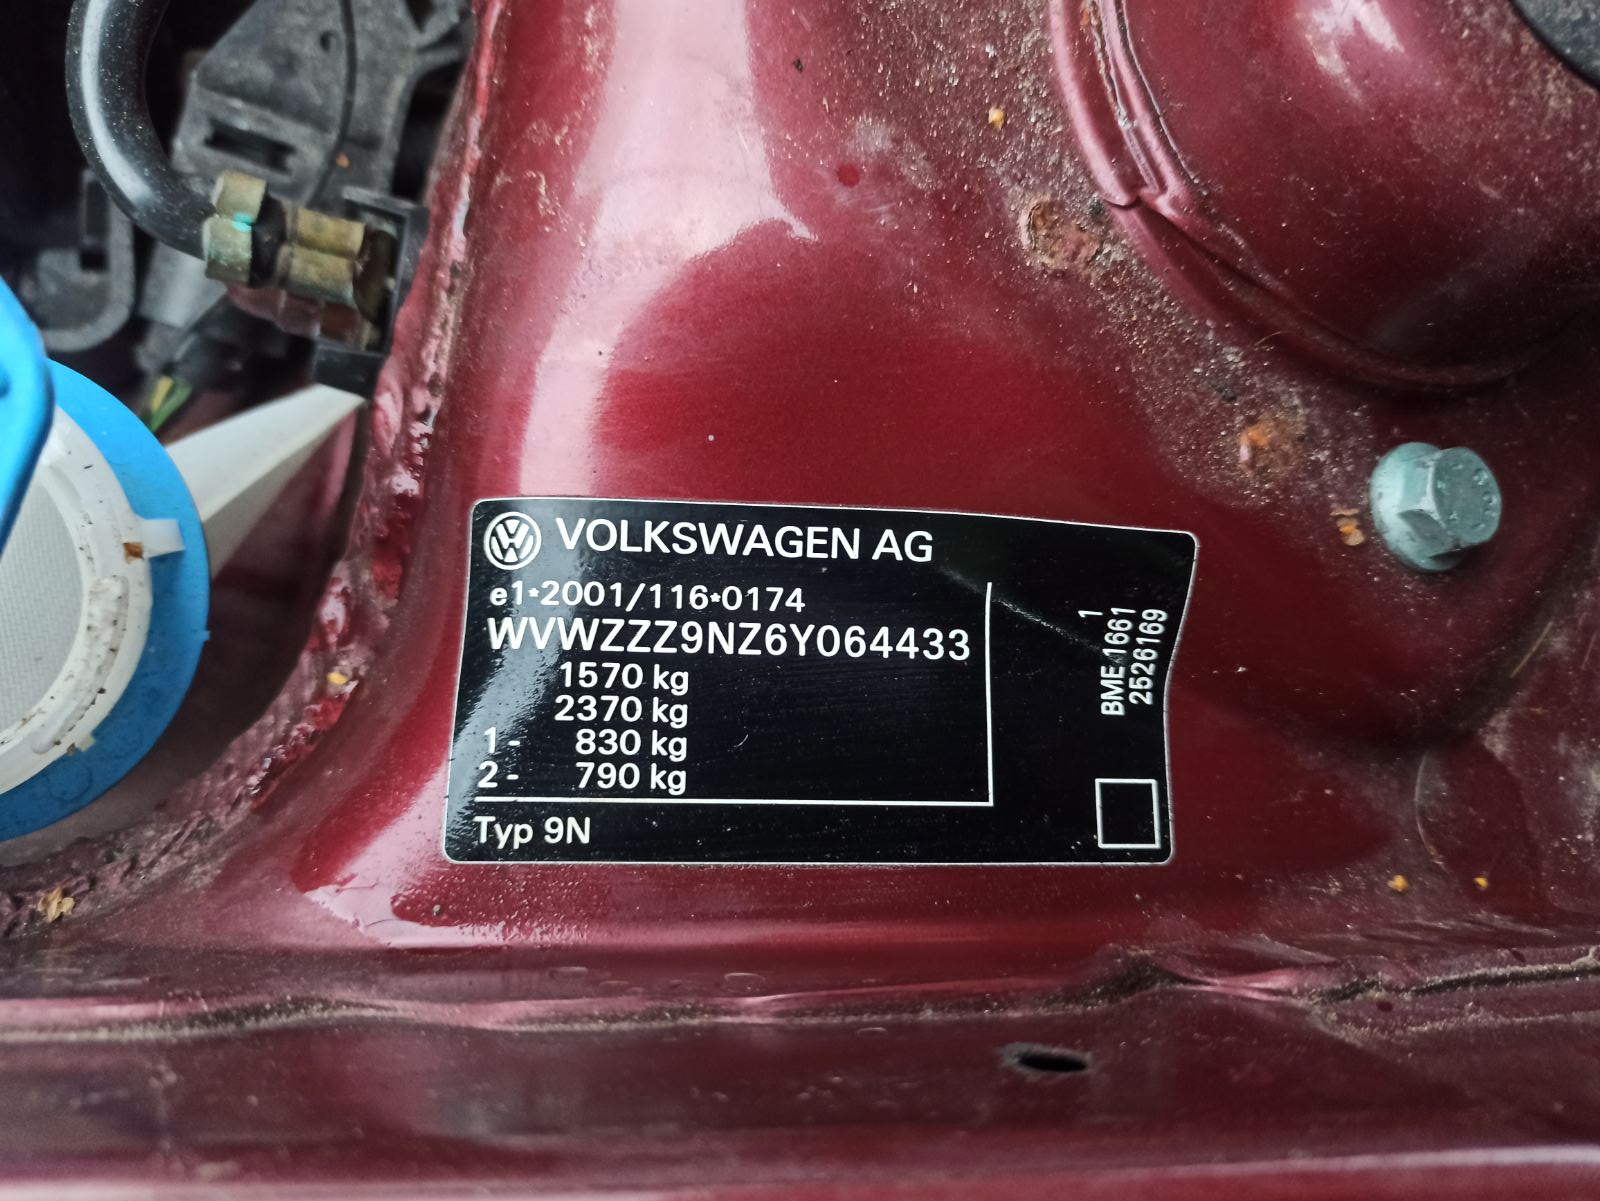 VOLKSWAGEN AG
e1*2001/116*0174
WVWZZZ9NZ6Y064433
1570 kg
2370 kg
1 - 830 kg
2 - 790 kg
Typ 9N
1
BME 1661
2526169